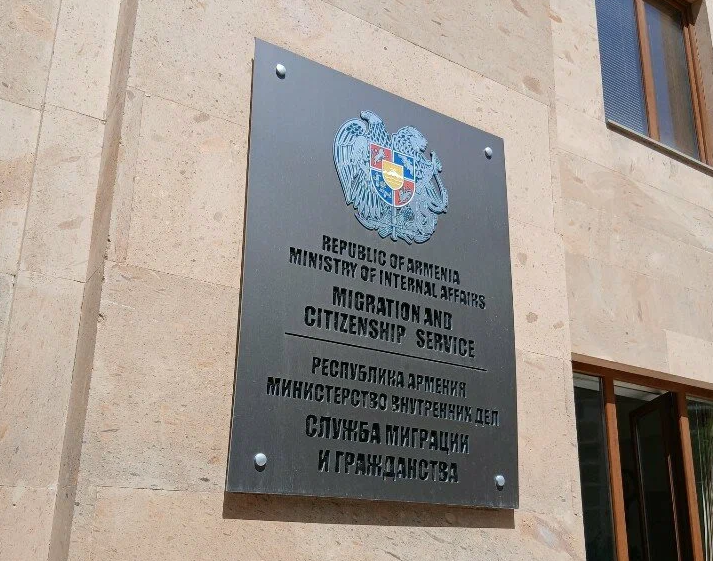 REPUBLIC OF ARMENIA
MINISTRY OF INTERNAL AFFAIRS
MIGRATION AND
CITIZENSHIP SERVICE
РЕСПУБЛИКА АРМЕНИЯ
МИНИСТЕРСТВО ВНУТРЕННИХ ДЕЛ
СЛУЖБА МИГРАЦИИ
И ГРАЖДАНСТВА